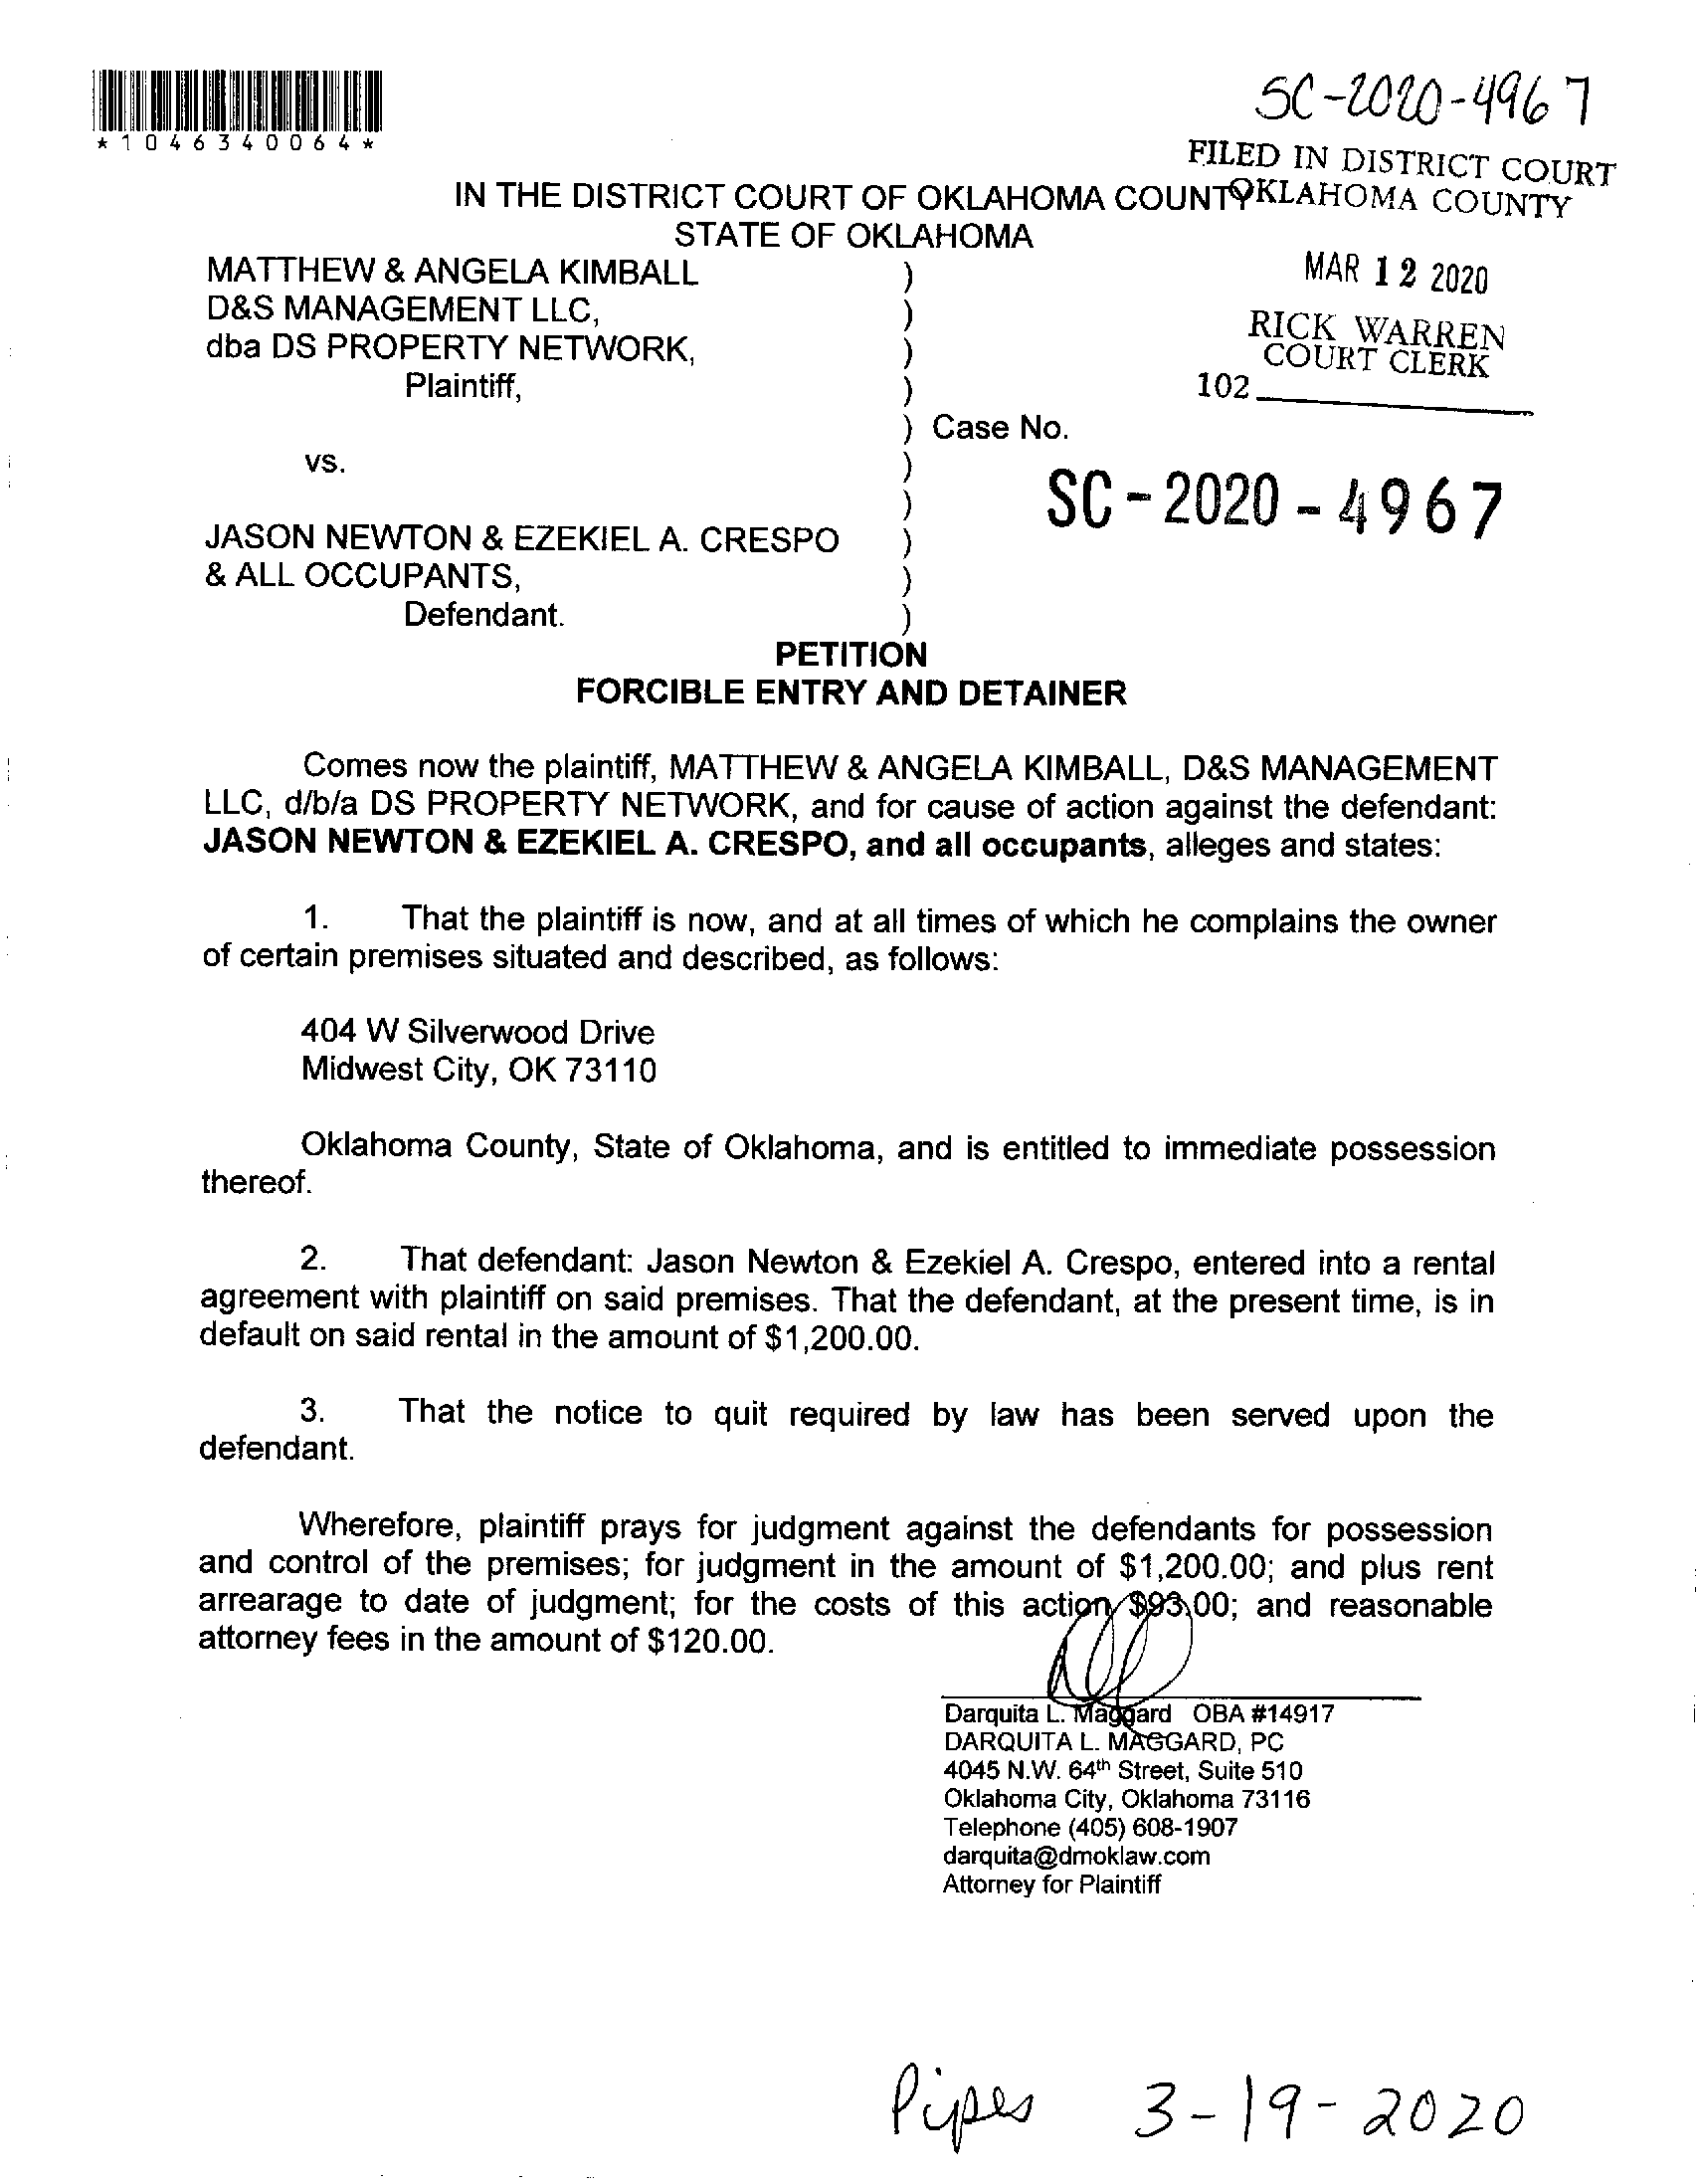 SC-2020-4967
*1046340064*
FILED IN DISTRICT COURT
OKLAHOMA COUNTY
IN THE DISTRICT COURT OF OKLAHOMA COUNTY
STATE OF OKLAHOMA
MAR 12 2020
RICK WARREN
COURT CLERK
102
MATTHEW & ANGELA KIMBALL )
D&S MANAGEMENT LLC, )
dba DS PROPERTY NETWORK, )
Plaintiff, )
) Case No.
vs. )
) SC-2020-4967
JASON NEWTON & EZEKIEL A. CRESPO )
& ALL OCCUPANTS, )
Defendant. )
PETITION
FORCIBLE ENTRY AND DETAINER
Comes now the plaintiff, MATTHEW & ANGELA KIMBALL, D&S MANAGEMENT
LLC, d/b/a DS PROPERTY NETWORK, and for cause of action against the defendant:
JASON NEWTON & EZEKIEL A. CRESPO, and all occupants, alleges and states:
1. That the plaintiff is now, and at all times of which he complains the owner
of certain premises situated and described, as follows:
404 W Silverwood Drive
Midwest City, OK 73110
Oklahoma County, State of Oklahoma, and is entitled to immediate possession
thereof.
2. That defendant: Jason Newton & Ezekiel A. Crespo, entered into a rental
agreement with plaintiff on said premises. That the defendant, at the present time, is in
default on said rental in the amount of $1,200.00.
3. That the notice to quit required by law has been served upon the
defendant.
Wherefore, plaintiff prays for judgment against the defendants for possession
and control of the premises; for judgment in the amount of $1,200.00; and plus rent
arrearage to date of judgment; for the costs of this action, $93.00; and reasonable
attorney fees in the amount of $120.00.
Darquita L. Maggard OBA #14917
DARQUITA L. MAGGARD, PC
4045 N.W. 64th Street, Suite 510
Oklahoma City, Oklahoma 73116
Telephone (405) 608-1907
darquita@dmoklaw.com
Attorney for Plaintiff
Pipes 3-19-2020